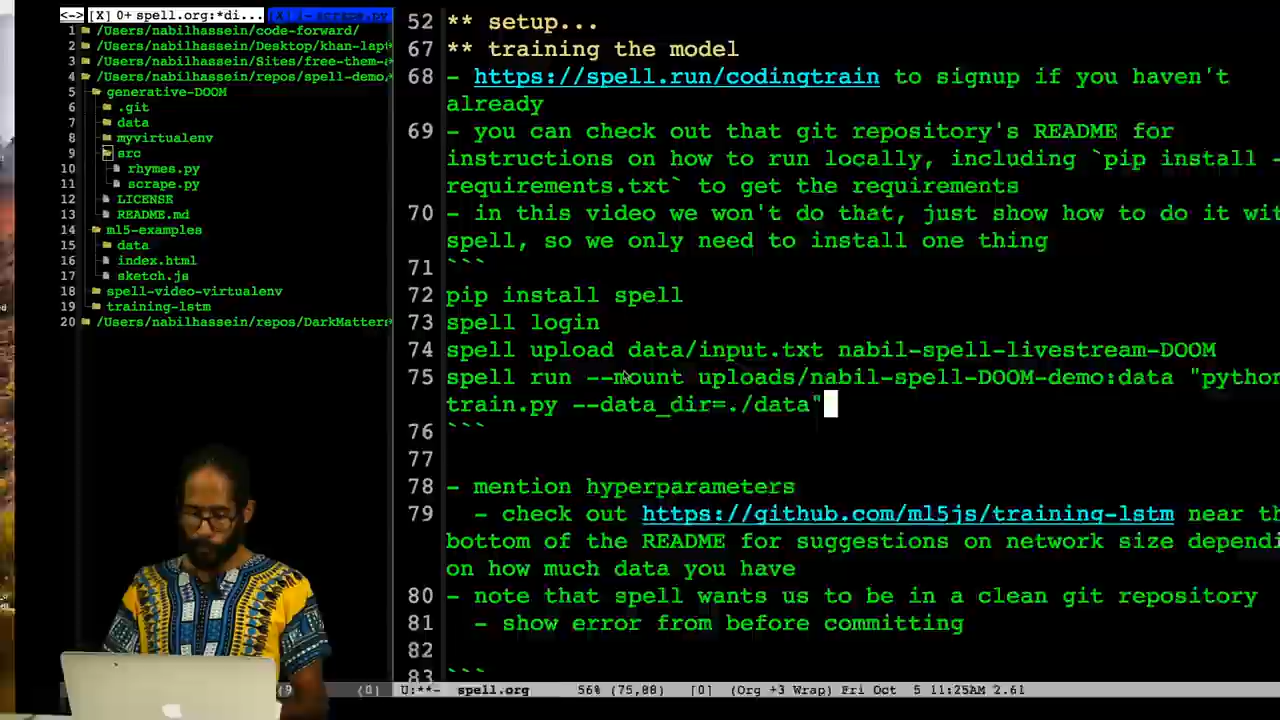 <-> [X] 0+ spell.org:*di... [X] 1- scrape.py
1 /Users/nabilhassein/code-forward/
2 /Users/nabilhassein/Desktop/khan-lapt
3 /Users/nabilhassein/Sites/free-them-a
4 /Users/nabilhassein/repos/spell-demo/
5 generative-DOOM
6 .git
7 data
8 myvirtualenv
9 src
10 rhymes.py
11 scrape.py
12 LICENSE
13 README.md
14 ml5-examples
15 data
16 index.html
17 sketch.js
18 spell-video-virtualenv
19 training-lstm
20 /Users/nabilhassein/repos/DarkMatters
52 ** setup...
67 ** training the model
68 - https://spell.run/codingtrain to signup if you haven't
already
69 - you can check out that git repository's README for
instructions on how to run locally, including `pip install -
requirements.txt` to get the requirements
70 - in this video we won't do that, just show how to do it wit
spell, so we only need to install one thing
71 ```
72 pip install spell
73 spell login
74 spell upload data/input.txt nabil-spell-livestream-DOOM
75 spell run --mount uploads/nabil-spell-DOOM-demo:data "python
train.py --data_dir=./data"
76 ```
77
78 - mention hyperparameters
79 - check out https://github.com/ml5js/training-lstm near th
bottom of the README for suggestions on network size dependi
on how much data you have
80 - note that spell wants us to be in a clean git repository
81 - show error from before committing
82
83 ```
U:**- spell.org 56% (75,88) [0] (Org +3 Wrap) Fri Oct 5 11:25AM 2.61